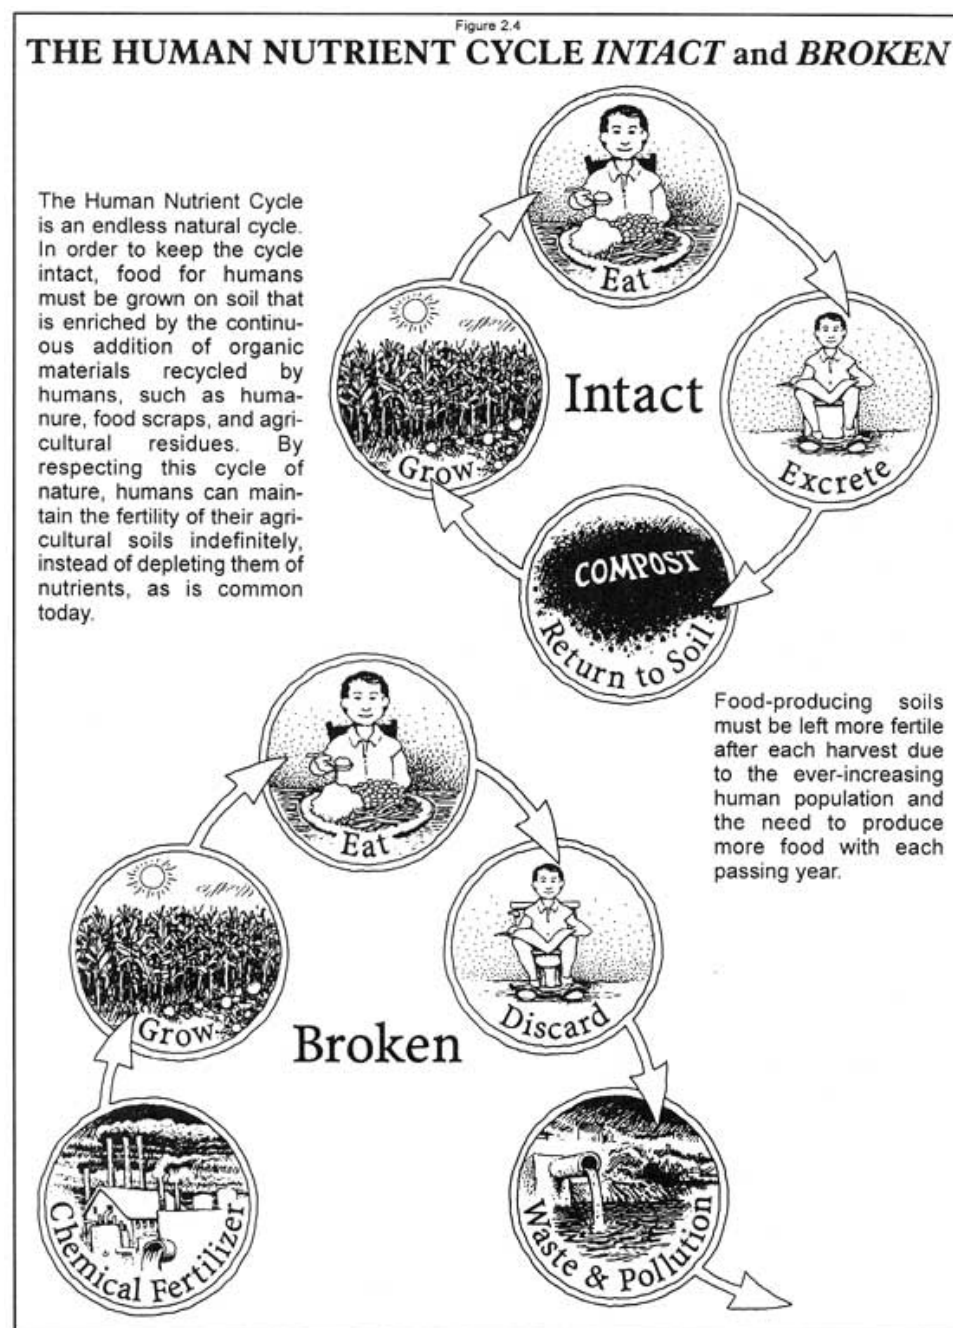 Figure 2.4
THE HUMAN NUTRIENT CYCLE INTACT and BROKEN
The Human Nutrient Cycle
is an endless natural cycle.
In order to keep the cycle
intact, food for humans
must be grown on soil that
is enriched by the continu-
ous addition of organic
materials recycled by
humans, such as huma-
nure, food scraps, and agri-
cultural residues. By
respecting this cycle of
nature, humans can main-
tain the fertility of their agri-
cultural soils indefinitely,
instead of depleting them of
nutrients, as is common
today.
Eat
Intact
Grow
Excrete
COMPOST
Return to Soil
Food-producing soils
must be left more fertile
after each harvest due
to the ever-increasing
human population and
the need to produce
more food with each
passing year.
Eat
Grow
Discard
Broken
Chemical Fertilizer
Waste & Pollution